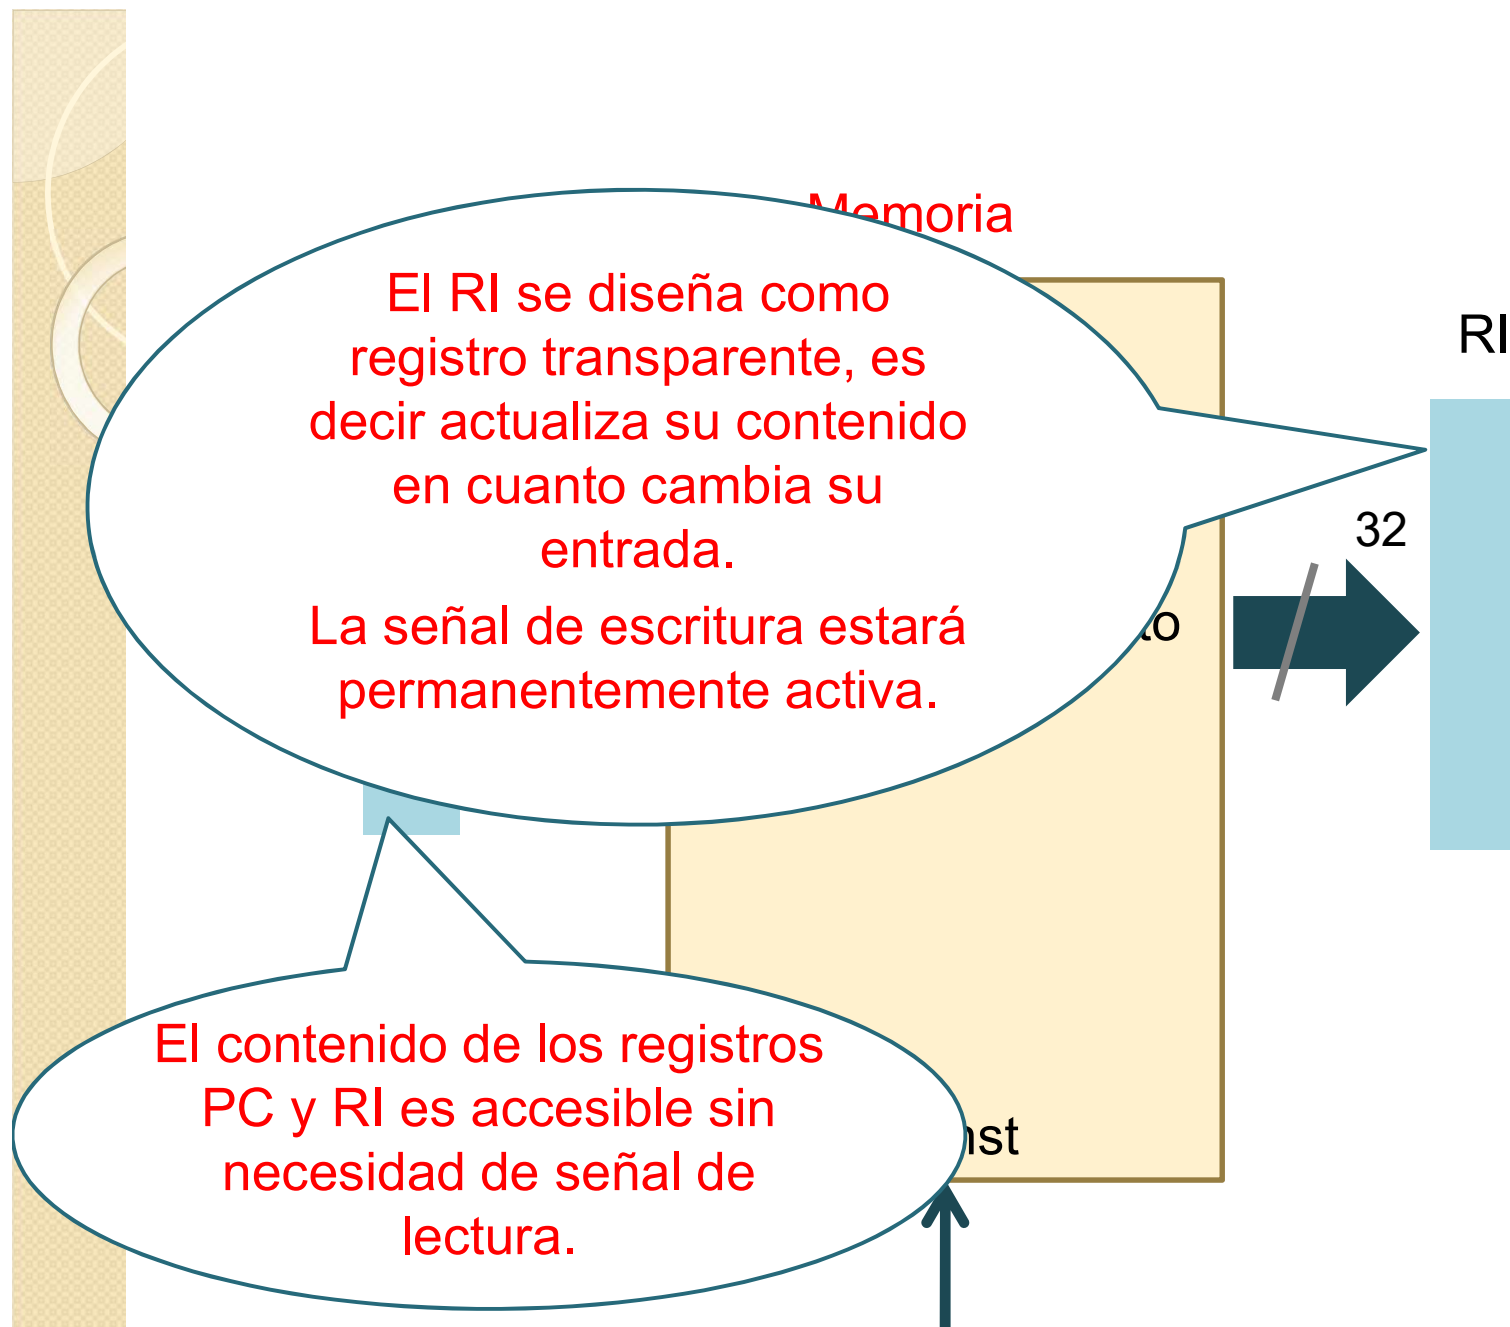 Memoria
El RI se diseña como
registro transparente, es
decir actualiza su contenido
en cuanto cambia su
entrada.
La señal de escritura estará
permanentemente activa.
RI
32
El contenido de los registros
PC y RI es accesible sin
necesidad de señal de
lectura.